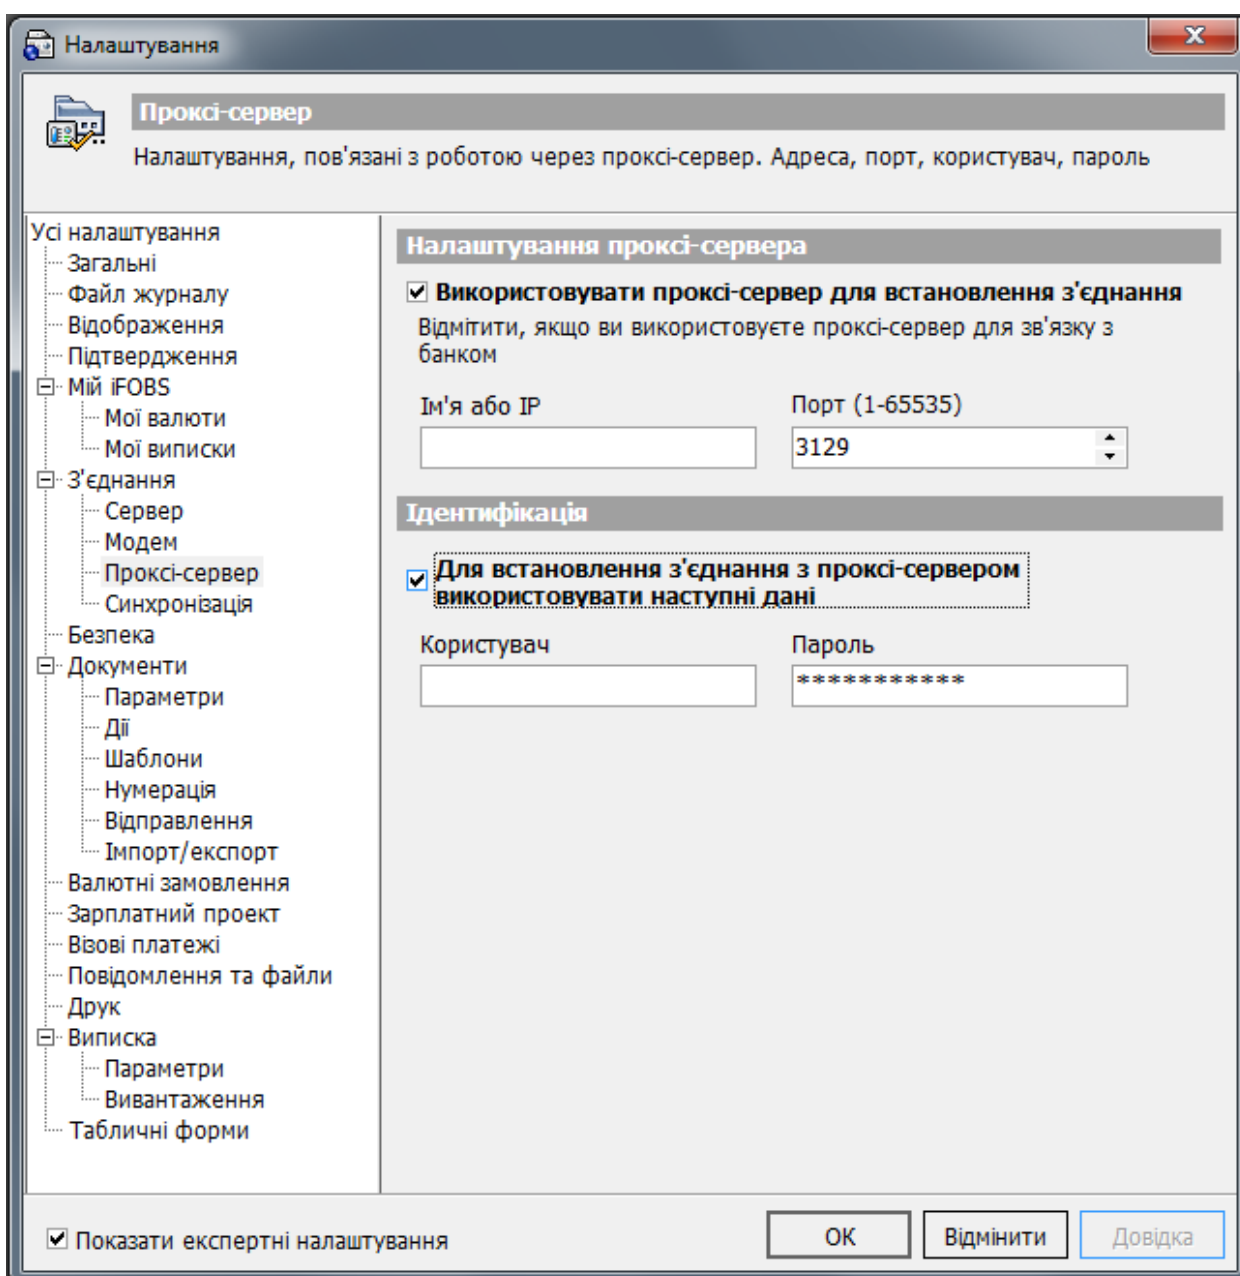 Налаштування
Проксі-сервер
Налаштування, пов'язані з роботою через проксі-сервер. Адреса, порт, користувач, пароль
Усі налаштування
Загальні
Файл журналу
Відображення
Підтвердження
Мій iFOBS
Мої валюти
Мої виписки
З'єднання
Сервер
Модем
Проксі-сервер
Синхронізація
Безпека
Документи
Параметри
Дії
Шаблони
Нумерація
Відправлення
Імпорт/експорт
Валютні замовлення
Зарплатний проект
Візові платежі
Повідомлення та файли
Друк
Виписка
Параметри
Вивантаження
Табличні форми
Налаштування проксі-сервера
Використовувати проксі-сервер для встановлення з'єднання
Відмітити, якщо ви використовуєте проксі-сервер для зв'язку з
банком
Ім'я або IP
Порт (1-65535)
3129
Ідентифікація
Для встановлення з'єднання з проксі-сервером
використовувати наступні дані
Користувач
Пароль
***********
Показати експертні налаштування
ОК
Відмінити
Довідка